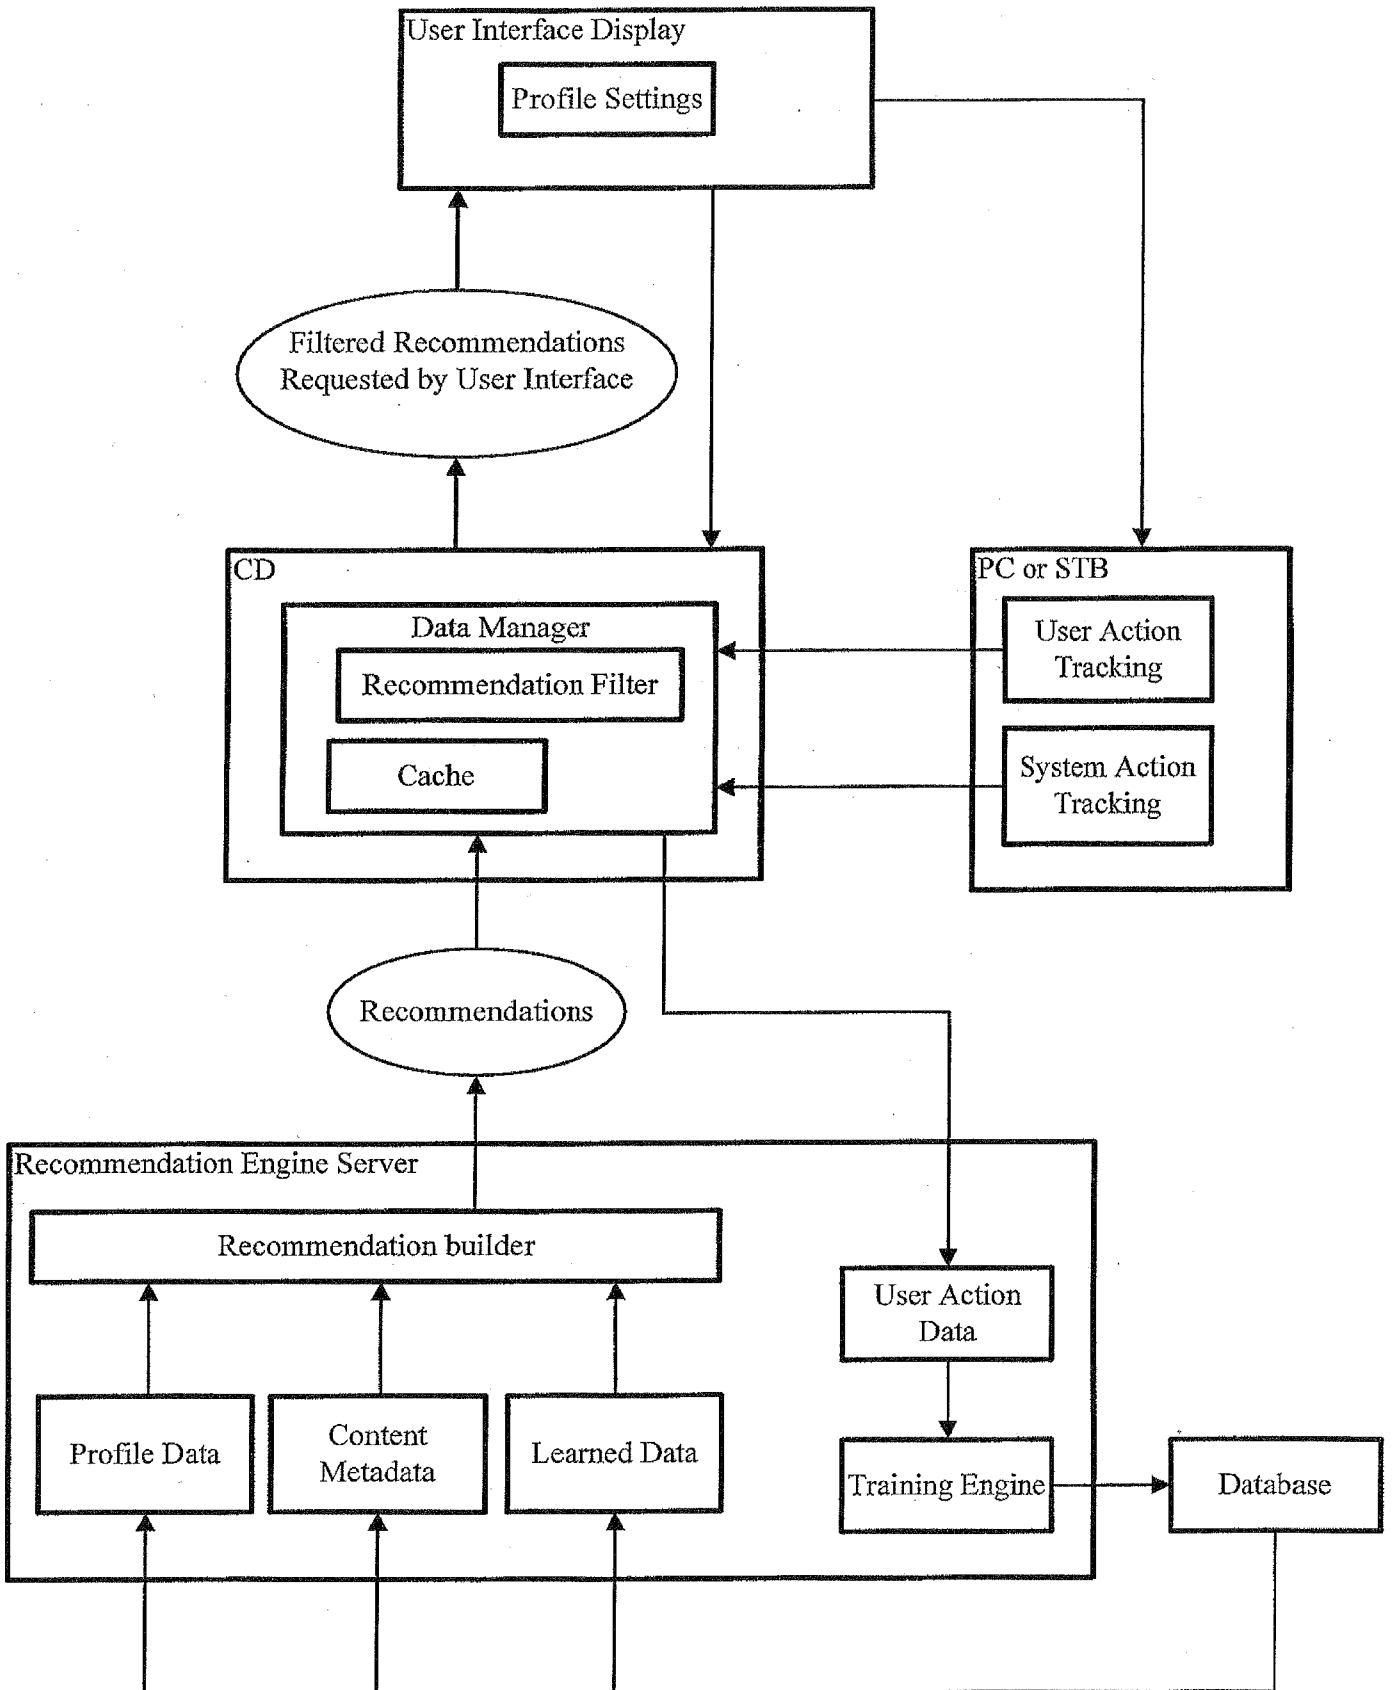 User Interface Display
Profile Settings
Filtered Recommendations
Requested by User Interface
CD
Data Manager
Recommendation Filter
Cache
PC or STB
User Action
Tracking
System Action
Tracking
Recommendations
Recommendation Engine Server
Recommendation builder
User Action
Data
Profile Data
Content
Metadata
Learned Data
Training Engine
Database